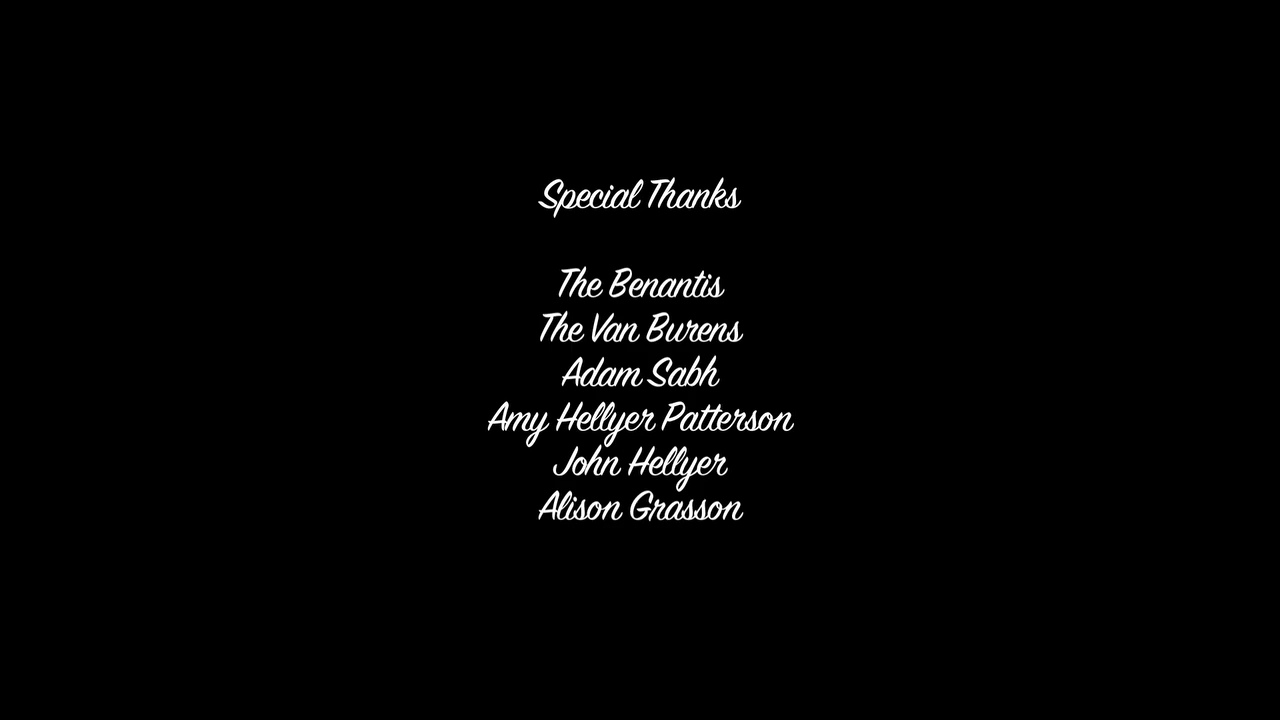 Special Thanks
The Benantis
The Van Burens
Adam Sabh
Amy Hellyer Patterson
John Hellyer
Alison Grasson